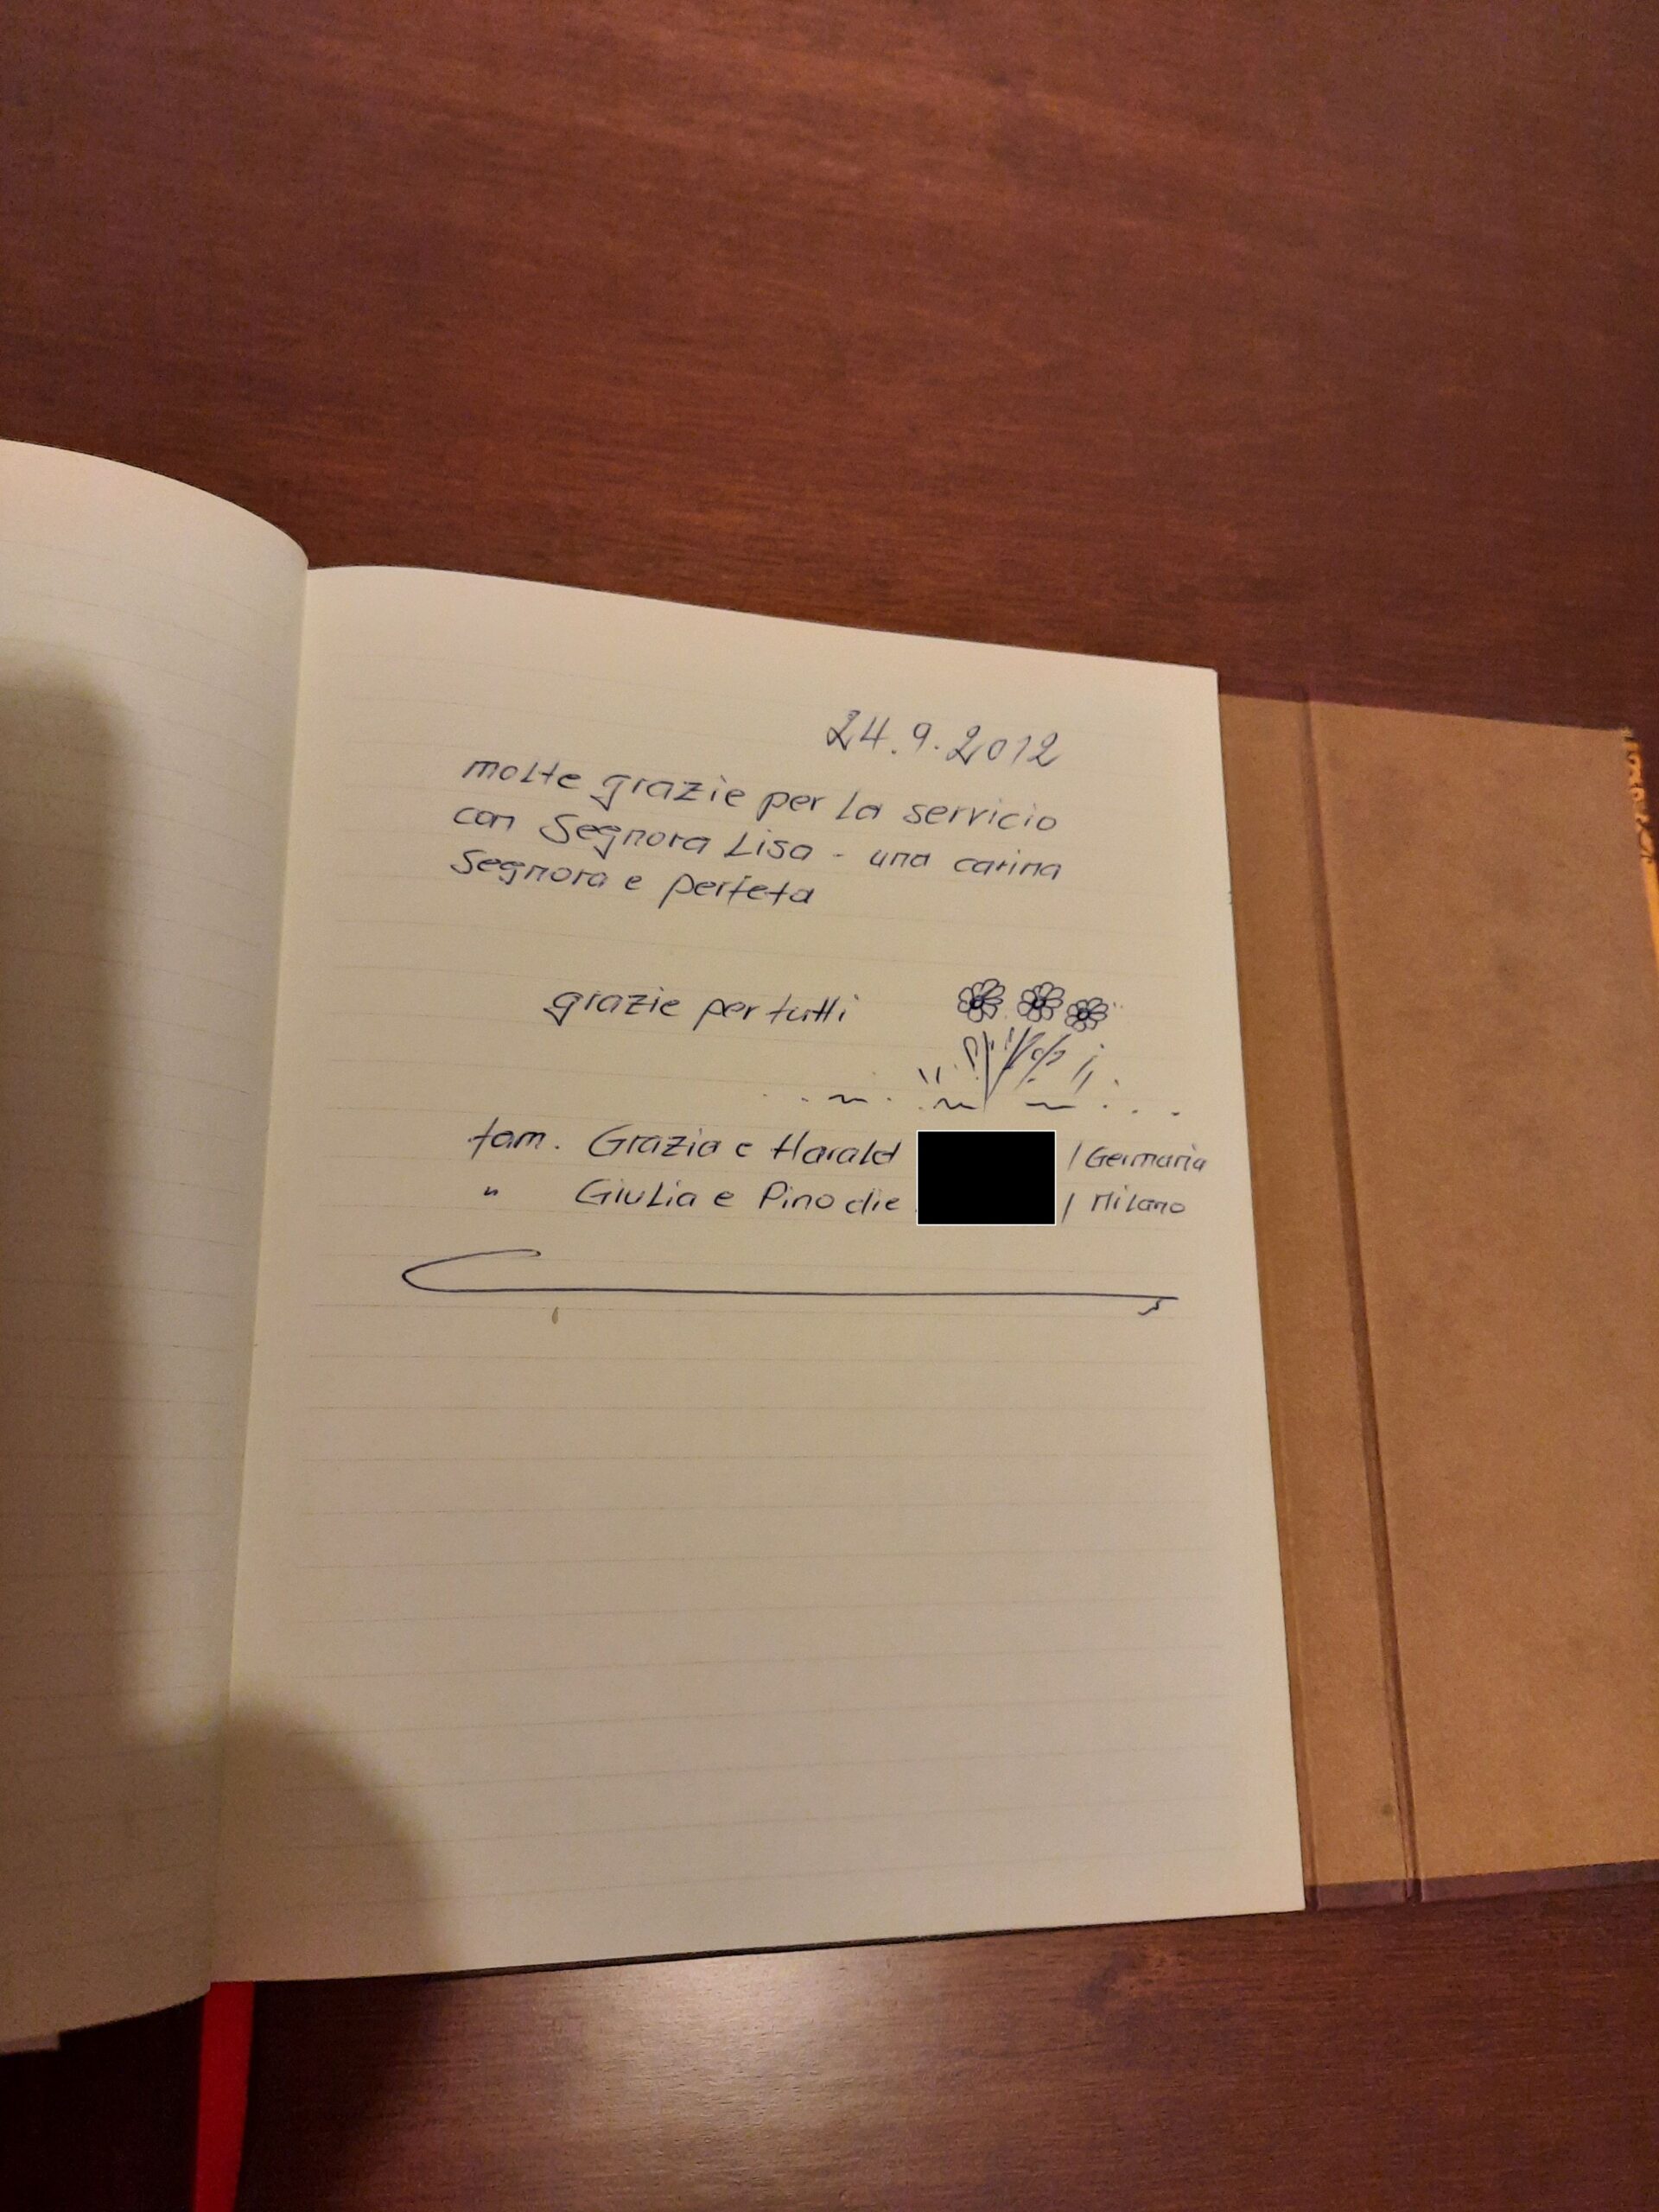 24.9.2012
molte grazie per la servicio
con Segnora Lisa - una carina
Segnora e perfeta
grazie per tutti
fam. Grazia e Harald / Germania
" Giulia e Pino die / Milano